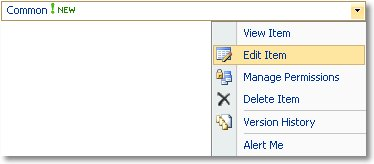 Common ! NEW
View Item
Edit Item
Manage Permissions
Delete Item
Version History
Alert Me